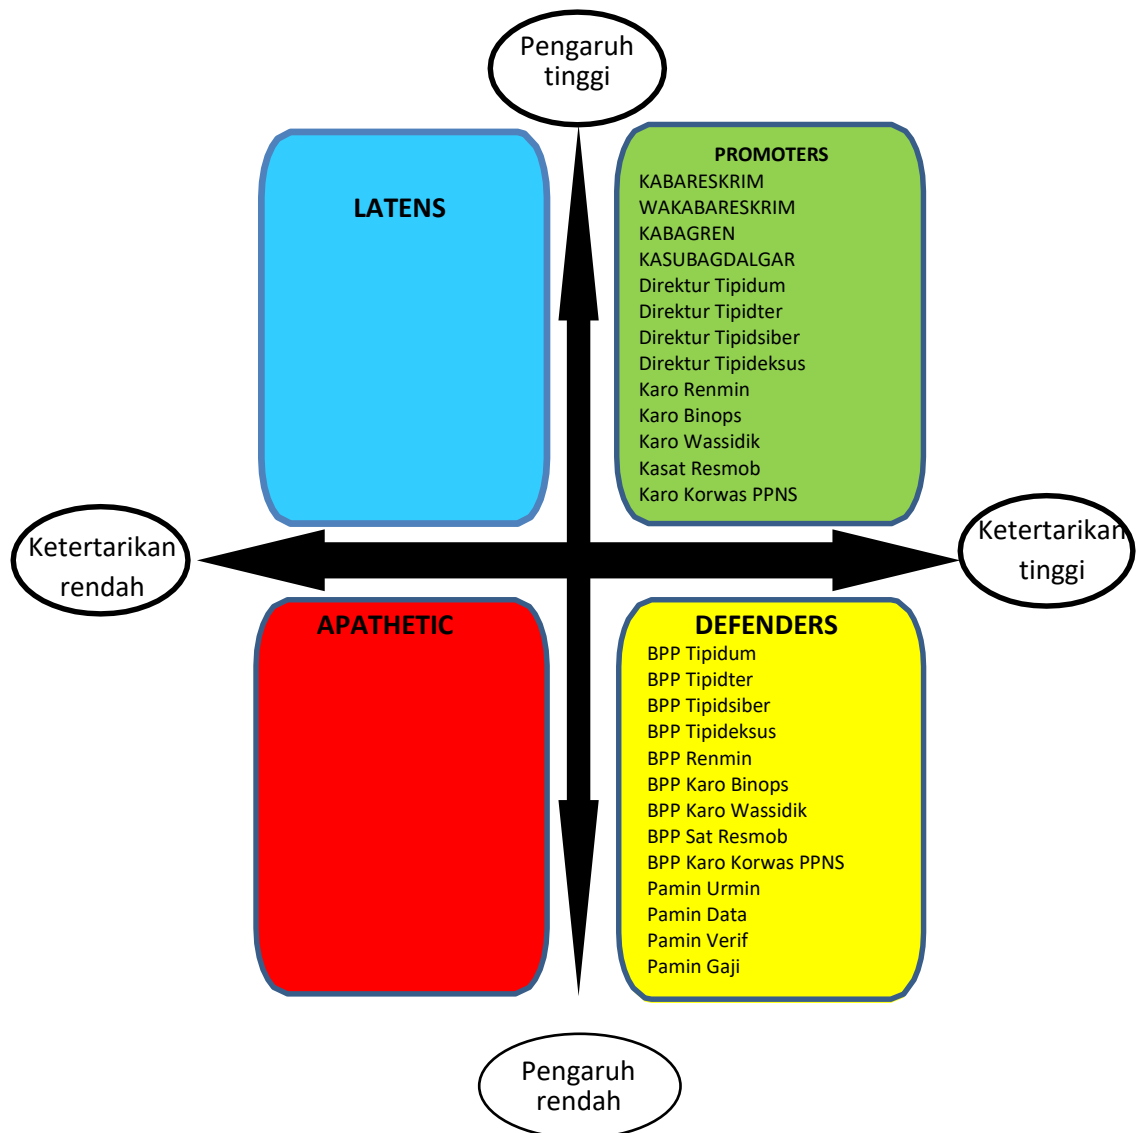 Pengaruh
tinggi
LATENS
PROMOTERS
KABARESKRIM
WAKABARESKRIM
KABAGREN
KASUBAGDALGAR
Direktur Tipidum
Direktur Tipidter
Direktur Tipidsiber
Direktur Tipideksus
Karo Renmin
Karo Binops
Karo Wassidik
Kasat Resmob
Karo Korwas PPNS
Ketertarikan
rendah
Ketertarikan
tinggi
APATHETIC
DEFENDERS
BPP Tipidum
BPP Tipidter
BPP Tipidsiber
BPP Tipideksus
BPP Renmin
BPP Karo Binops
BPP Karo Wassidik
BPP Sat Resmob
BPP Karo Korwas PPNS
Pamin Urmin
Pamin Data
Pamin Verif
Pamin Gaji
Pengaruh
rendah